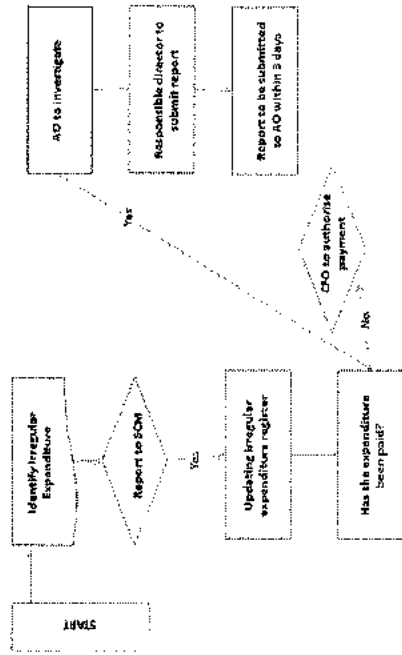 START
Identify Irregular
Expenditure
Report to SCM
Yes
Updating irregular
expenditure register
Has the expenditure
been paid?
No
CFO to authorise
payment
Yes
AO to investigate
Responsible director to
submit report
Report to be submitted
to AO within 3 days